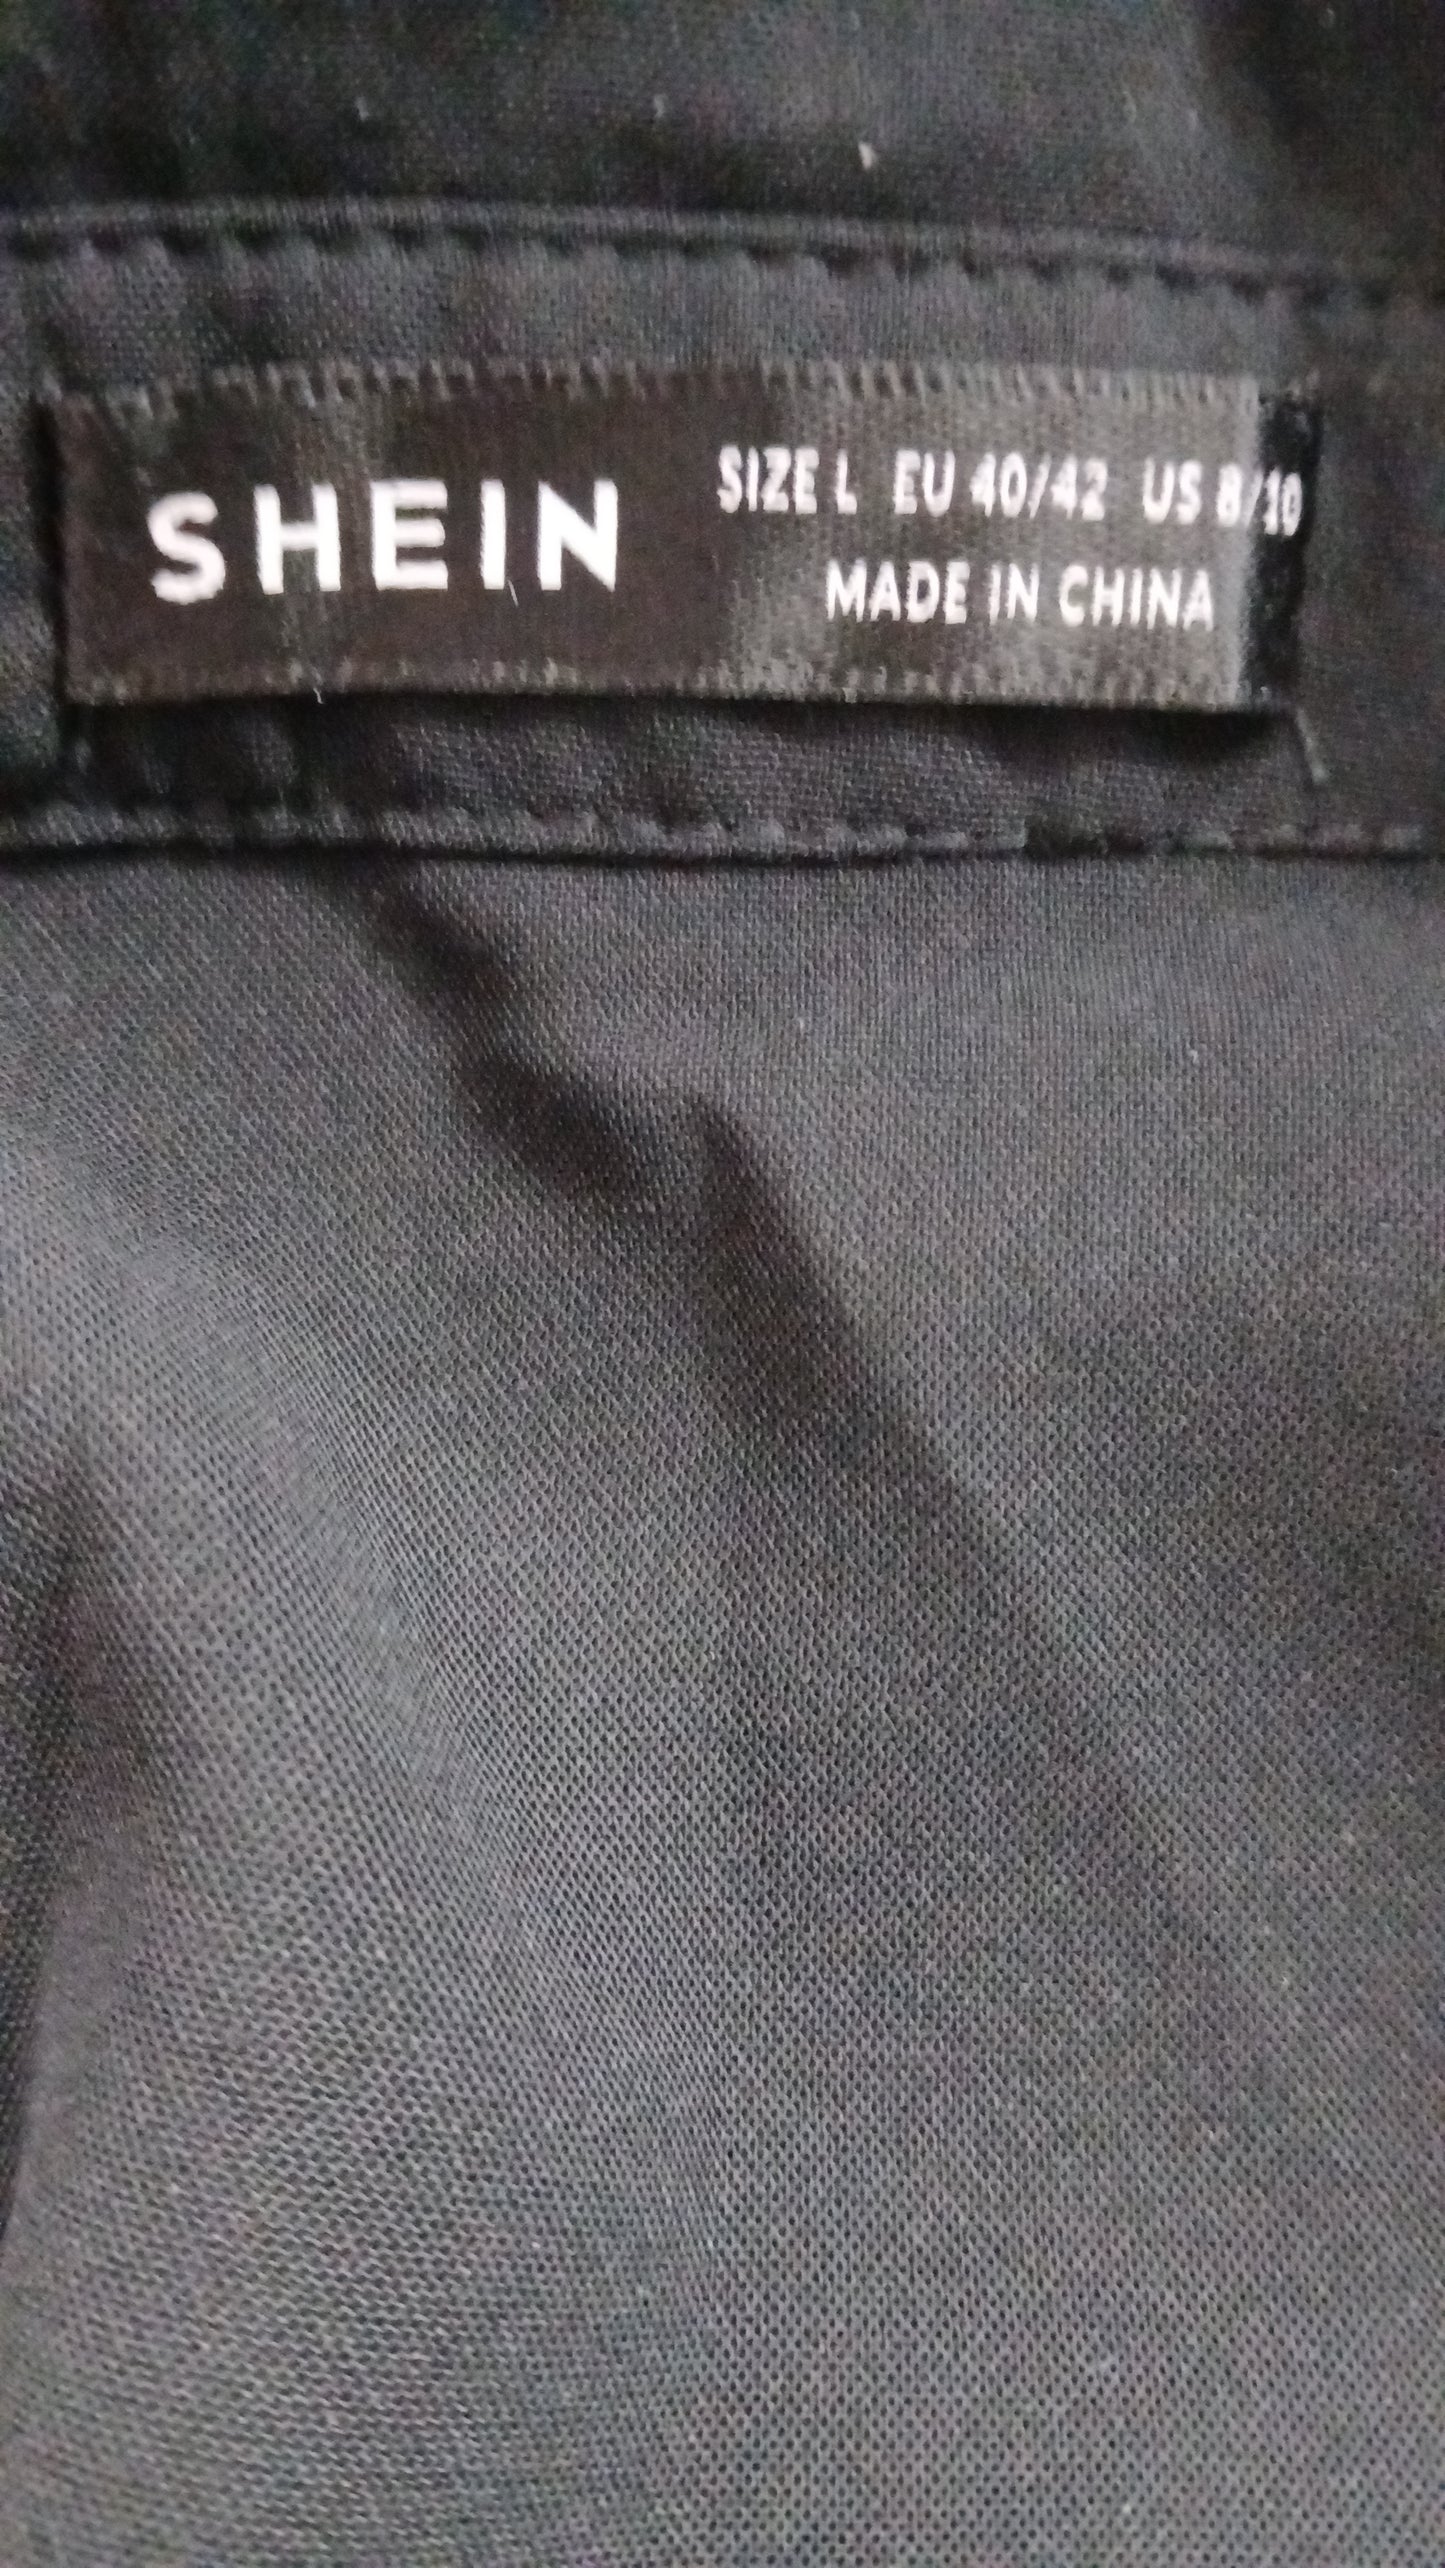 SHEIN
SIZE L EU 40/42 US 8/10
MADE IN CHINA